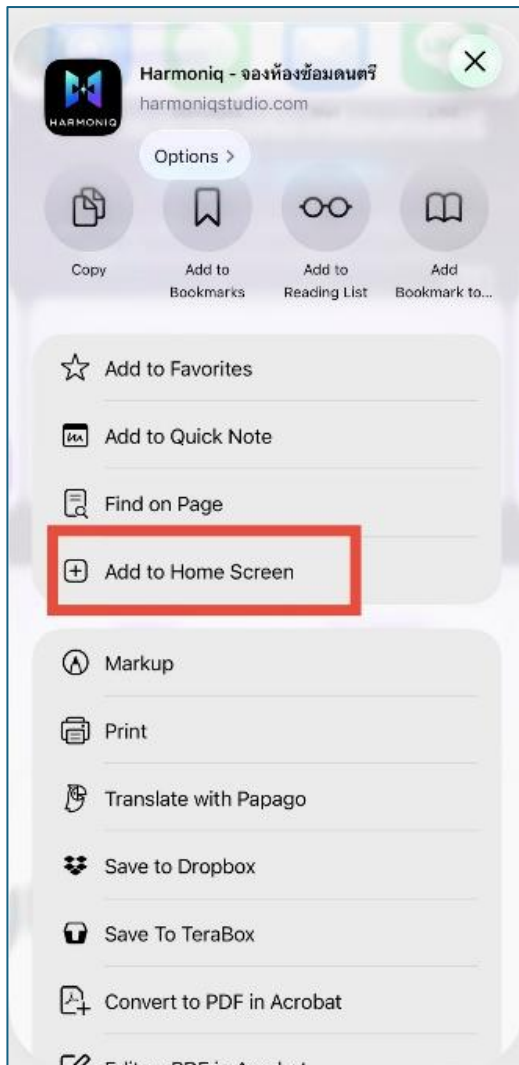 Harmoniq - จองห้องซ้อมดนตรี
harmoniqstudio.com
HARMONIQ
Options >
Copy
Add to
Bookmarks
Add to
Reading List
Add
Bookmark to...
Add to Favorites
Add to Quick Note
Find on Page
Add to Home Screen
Markup
Print
Translate with Papago
Save to Dropbox
Save To TeraBox
Convert to PDF in Acrobat